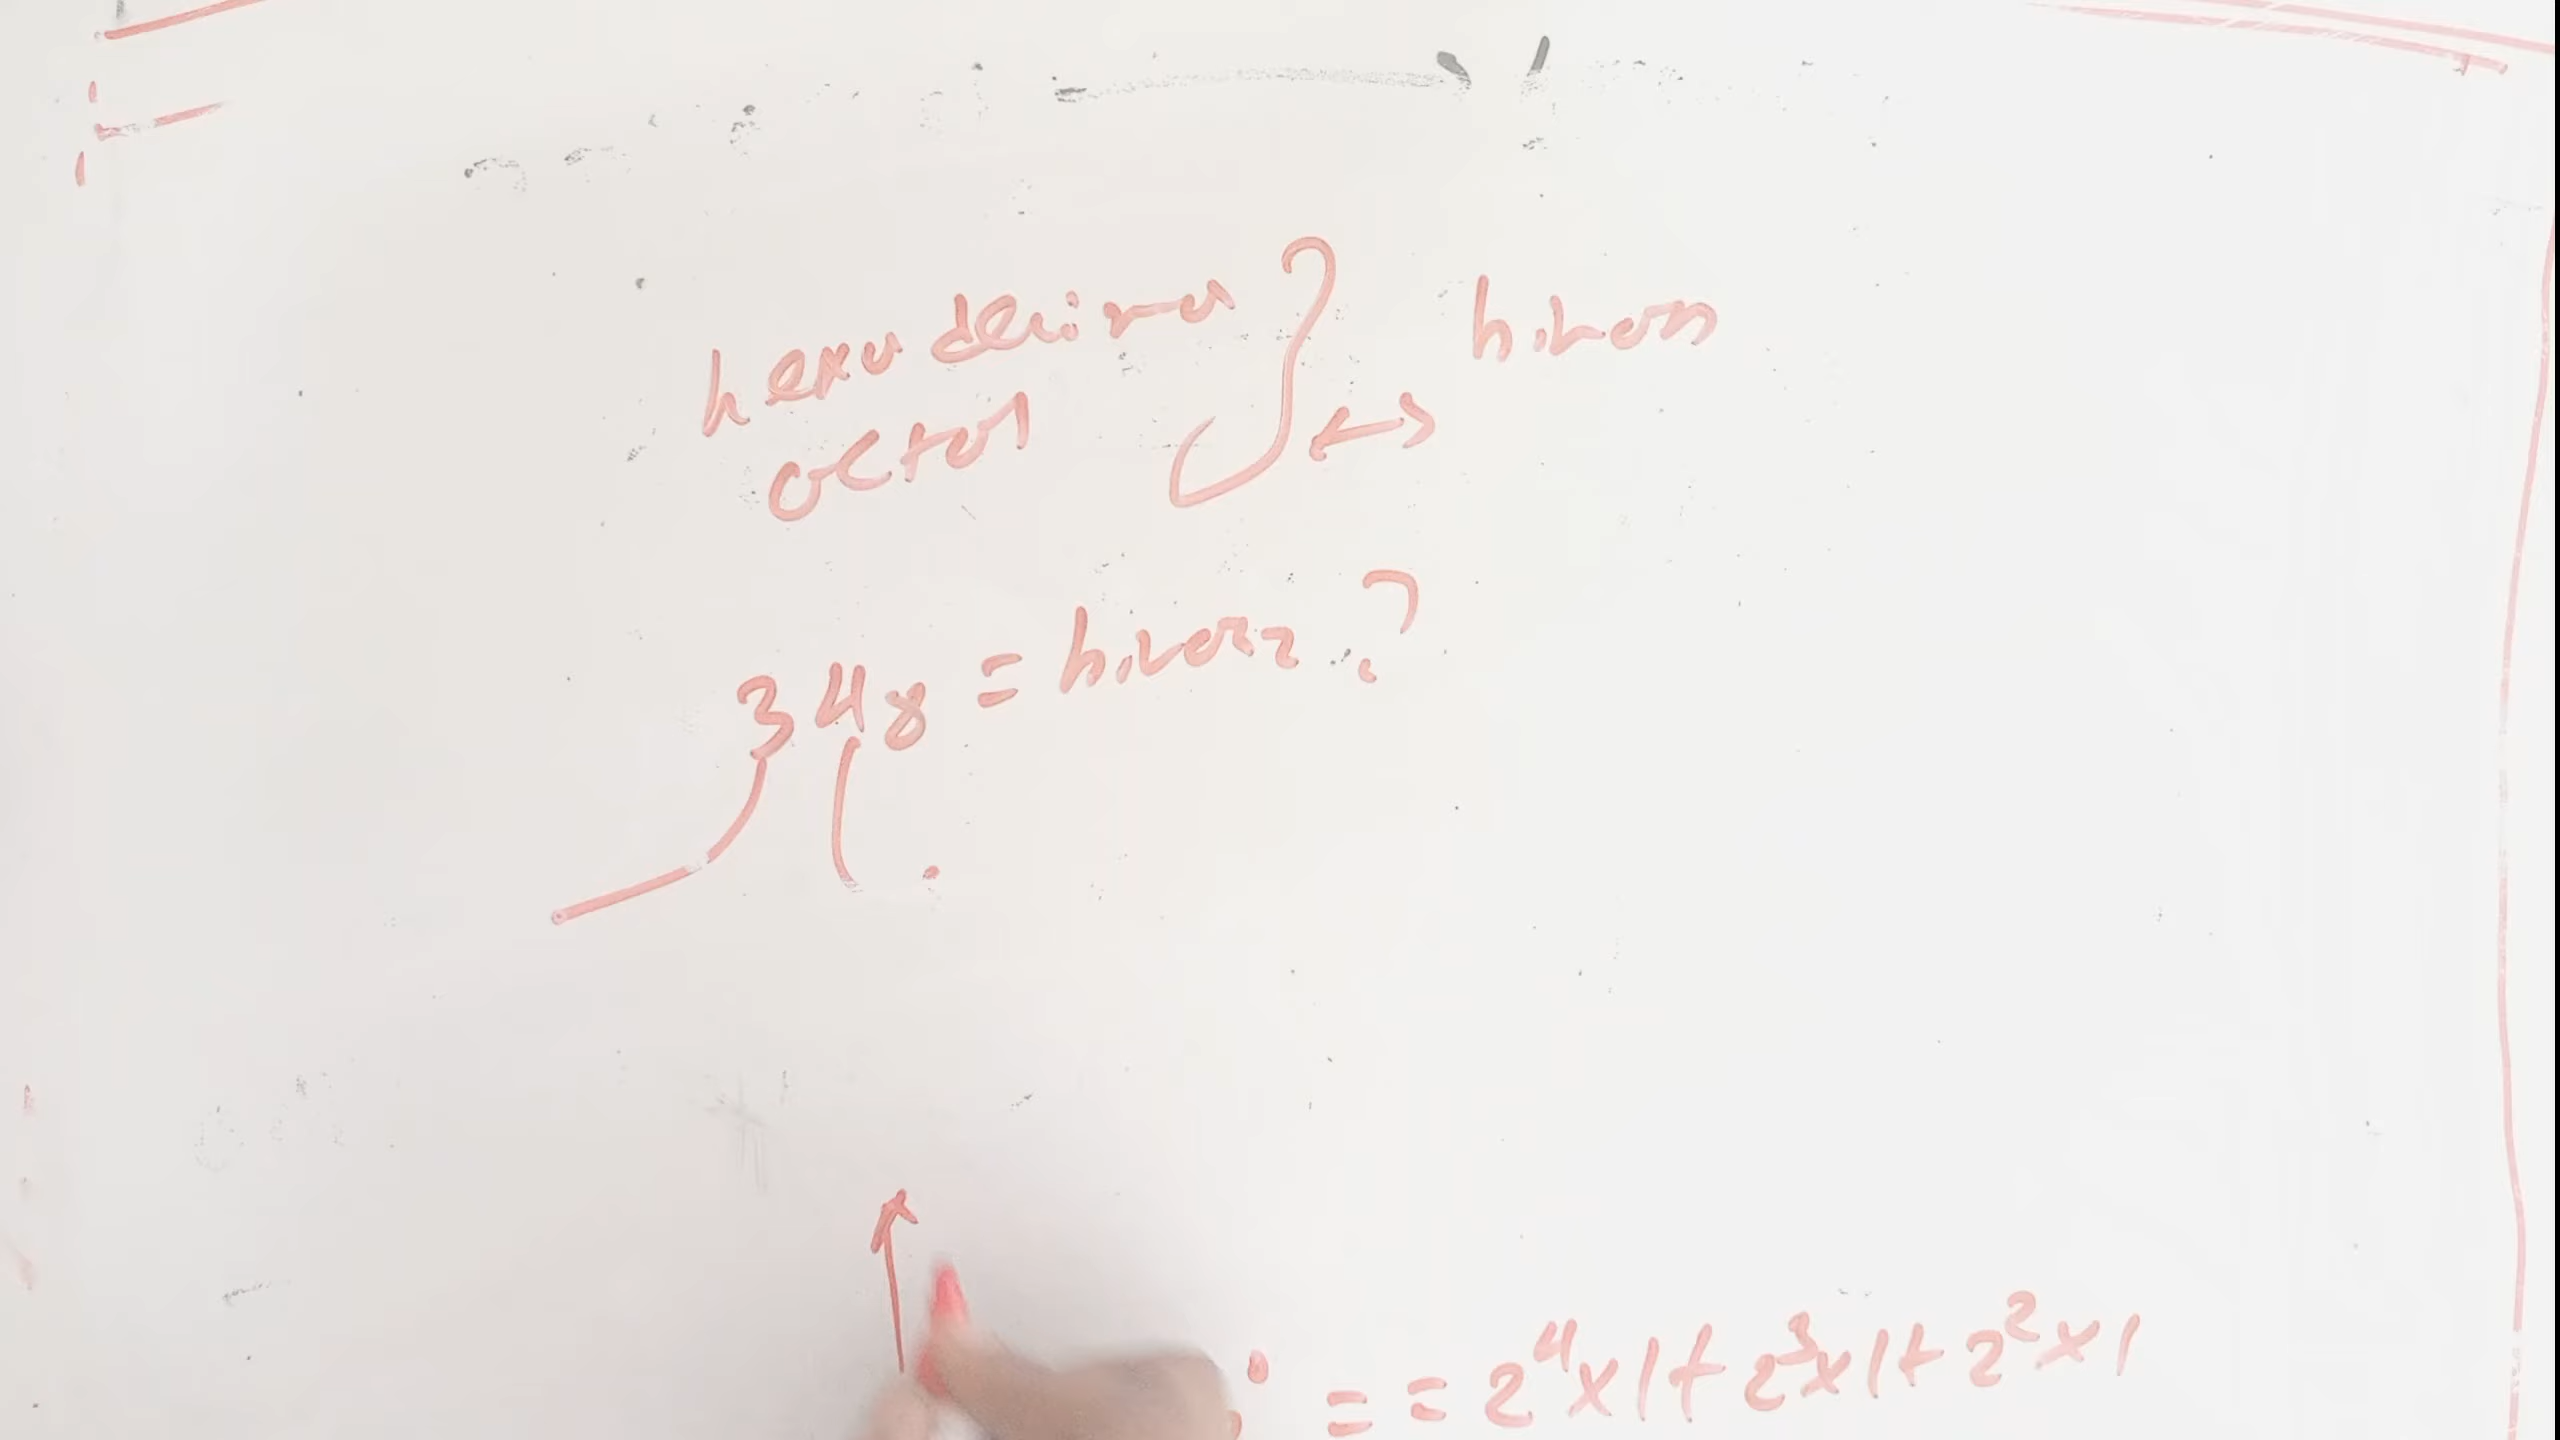 hexadecimal } binary
octal ↔
34₈ = binary ?
= = 2⁴x1+2³x1+2²x1